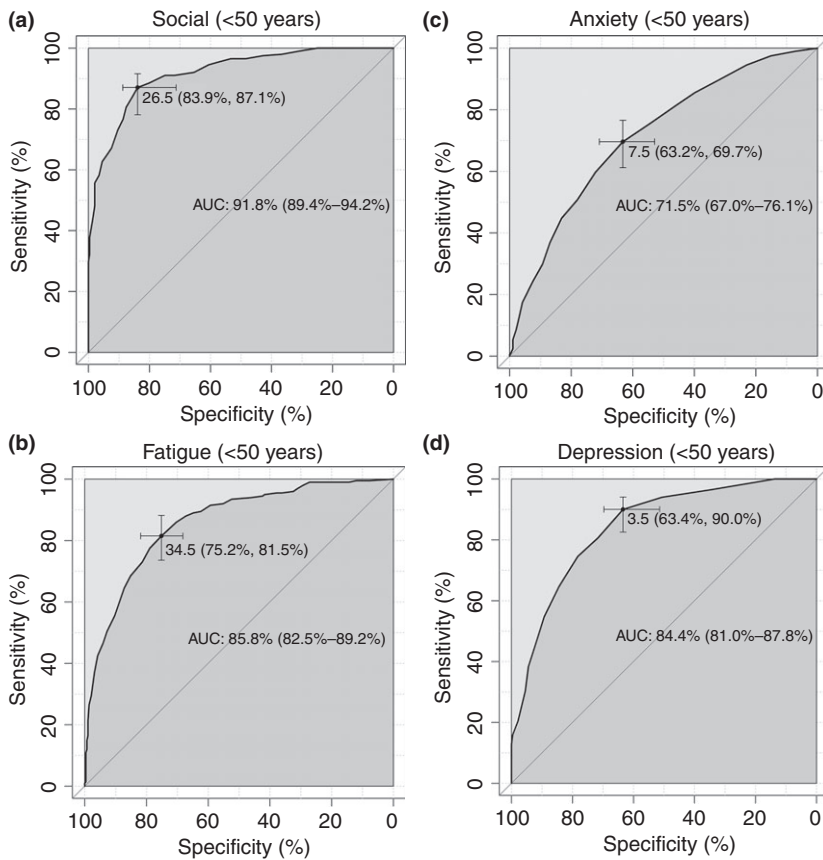 (a) Social (<50 years)
100
80
60
40
20
0
Sensitivity (%)
26.5 (83.9%, 87.1%)
AUC: 91.8% (89.4%–94.2%)
100 80 60 40 20 0
Specificity (%)
(b) Fatigue (<50 years)
100
80
60
40
20
0
Sensitivity (%)
34.5 (75.2%, 81.5%)
AUC: 85.8% (82.5%–89.2%)
100 80 60 40 20 0
Specificity (%)
(c) Anxiety (<50 years)
100
80
60
40
20
0
Sensitivity (%)
7.5 (63.2%, 69.7%)
AUC: 71.5% (67.0%–76.1%)
100 80 60 40 20 0
Specificity (%)
(d) Depression (<50 years)
100
80
60
40
20
0
Sensitivity (%)
3.5 (63.4%, 90.0%)
AUC: 84.4% (81.0%–87.8%)
100 80 60 40 20 0
Specificity (%)